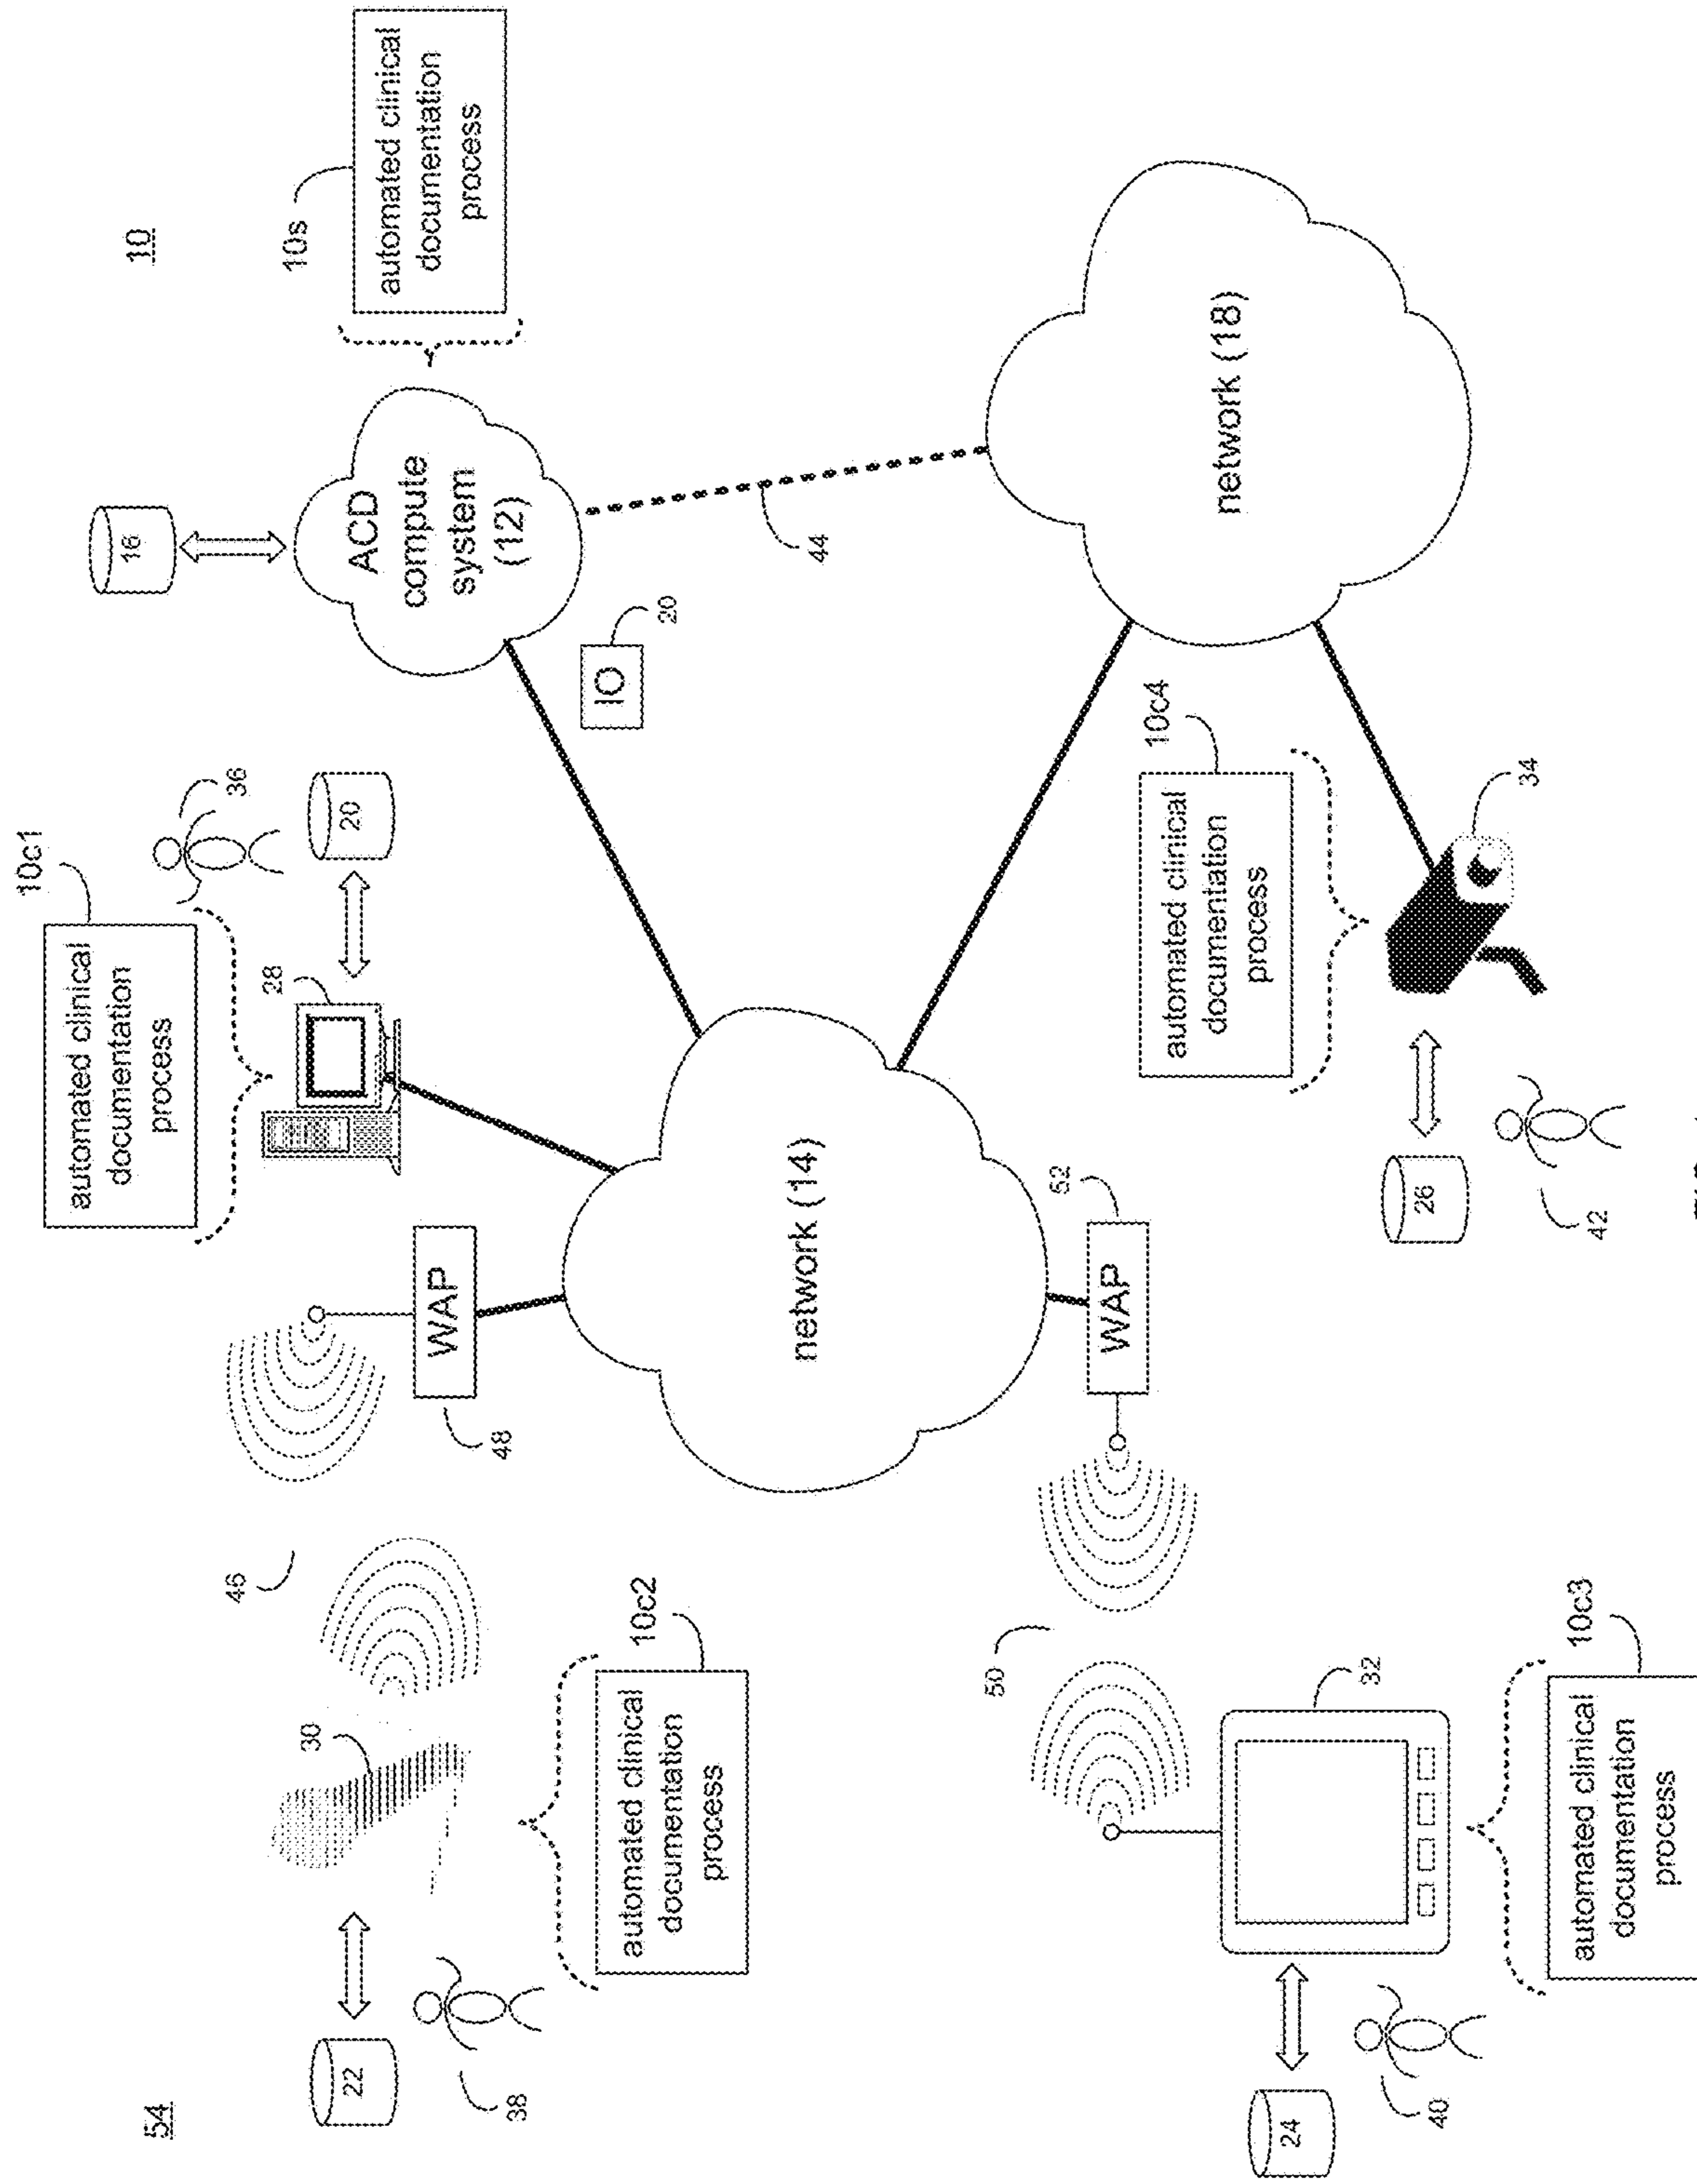 10c1
automated clinical
documentation
process
16
10
54
46
36
28
10s
30
22
20
ACD
compute
system
(12)
automated clinical
documentation
process
WAP
48
38
IO
20
10c2
automated clinical
documentation
process
network (14)
44
50
52
WAP
10c4
automated clinical
documentation
process
network (18)
24
32
26
40
34
10c3
42
automated clinical
documentation
process